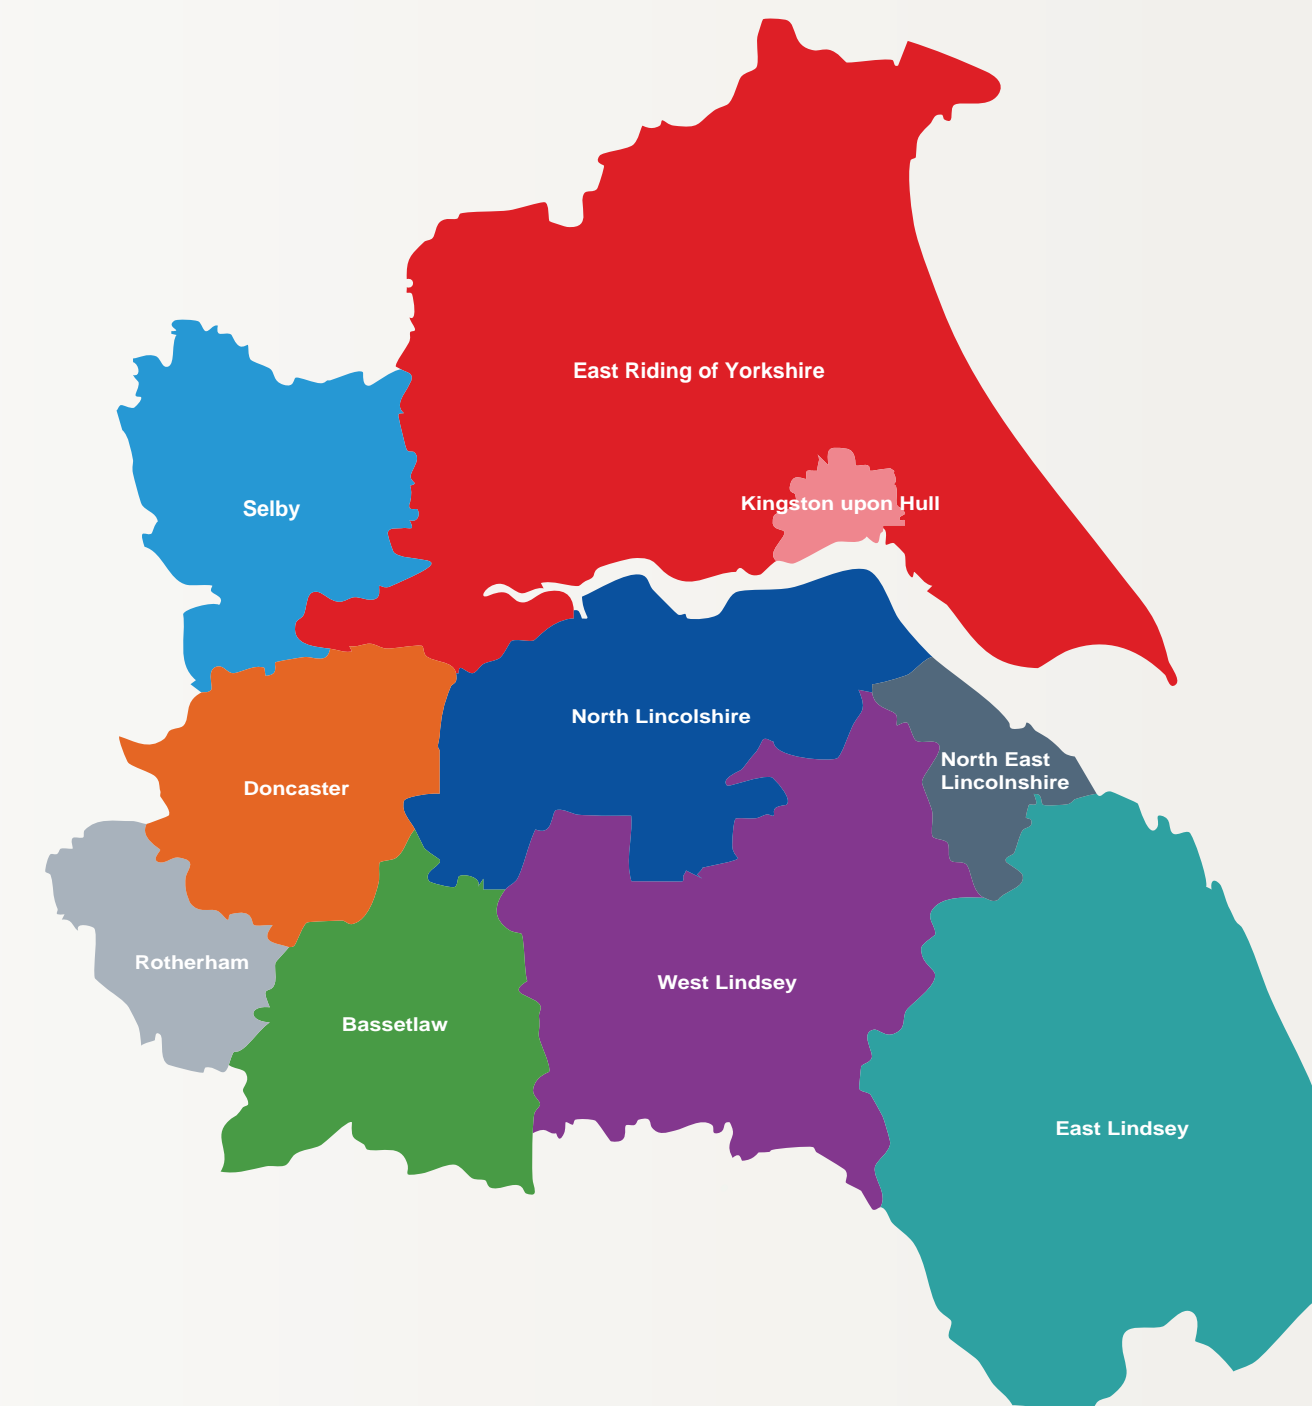 East Riding of Yorkshire
Kingston upon Hull
Selby
North Lincolshire
North East
Lincolnshire
Doncaster
Rotherham
West Lindsey
Bassetlaw
East Lindsey